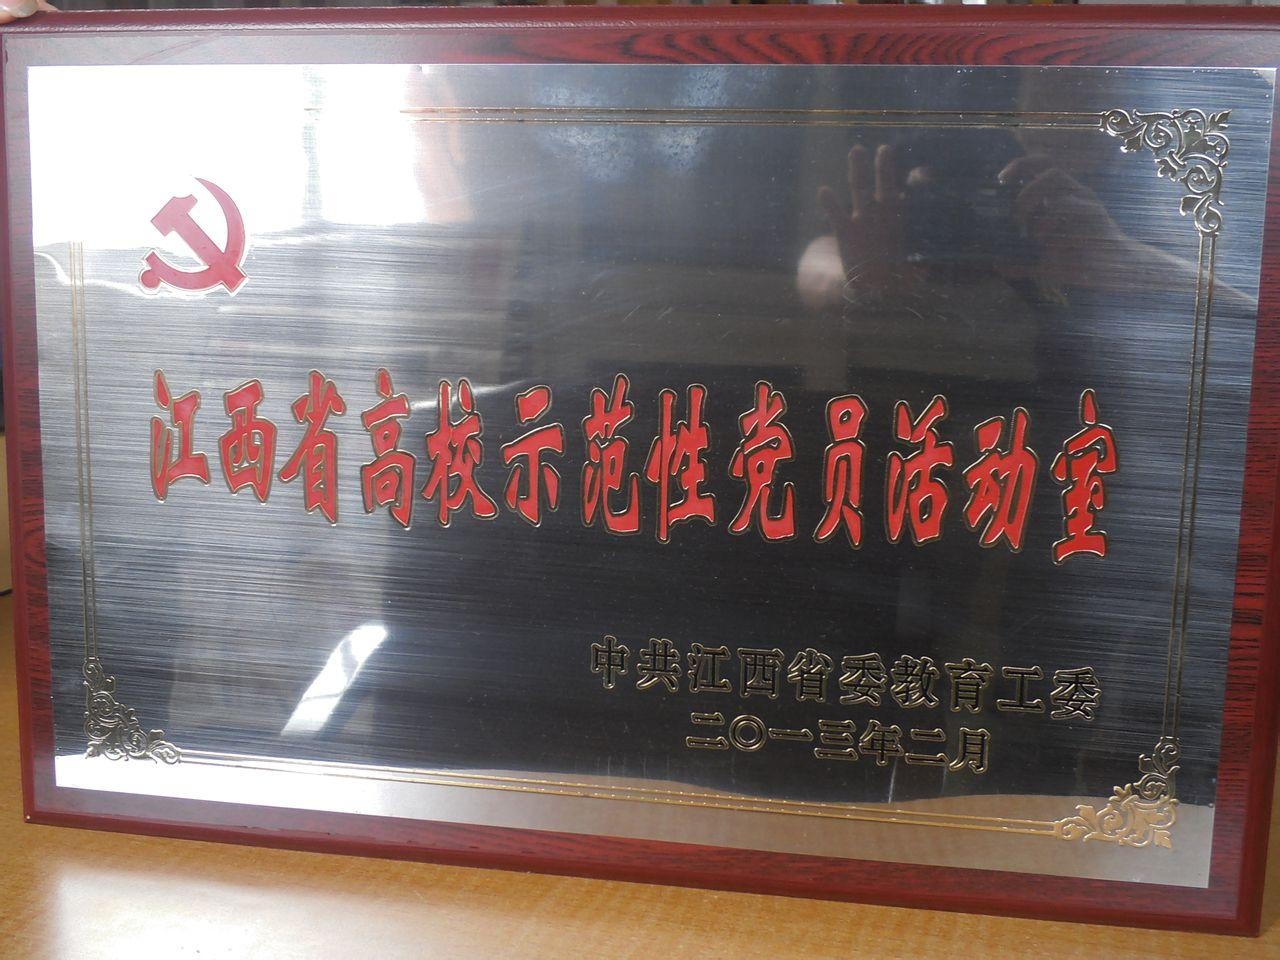 江西省高校示范性党员活动室
中共江西省委教育工委
二〇一三年二月